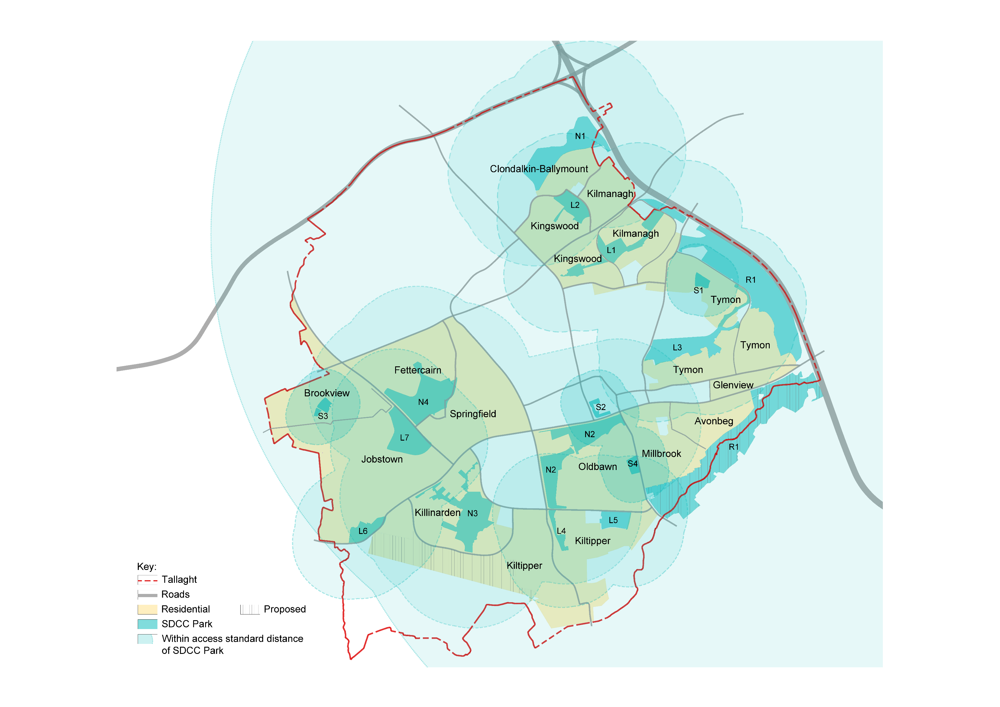 N1
Clondalkin-Ballymount
Kilmanagh
L2
Kingswood
Kilmanagh
L1
Kingswood
R1
S1
Tymon
Tymon
L3
Tymon
Fettercairn
Glenview
Brookview
N4
S2
S3
Springfield
Avonbeg
L7
N2
R1
Jobstown
Millbrook
S4
Oldbawn
N2
Killinarden
N3
L5
L6
L4
Kiltipper
Kiltipper
Key:
Tallaght
Roads
Residential
Proposed
SDCC Park
Within access standard distance
of SDCC Park